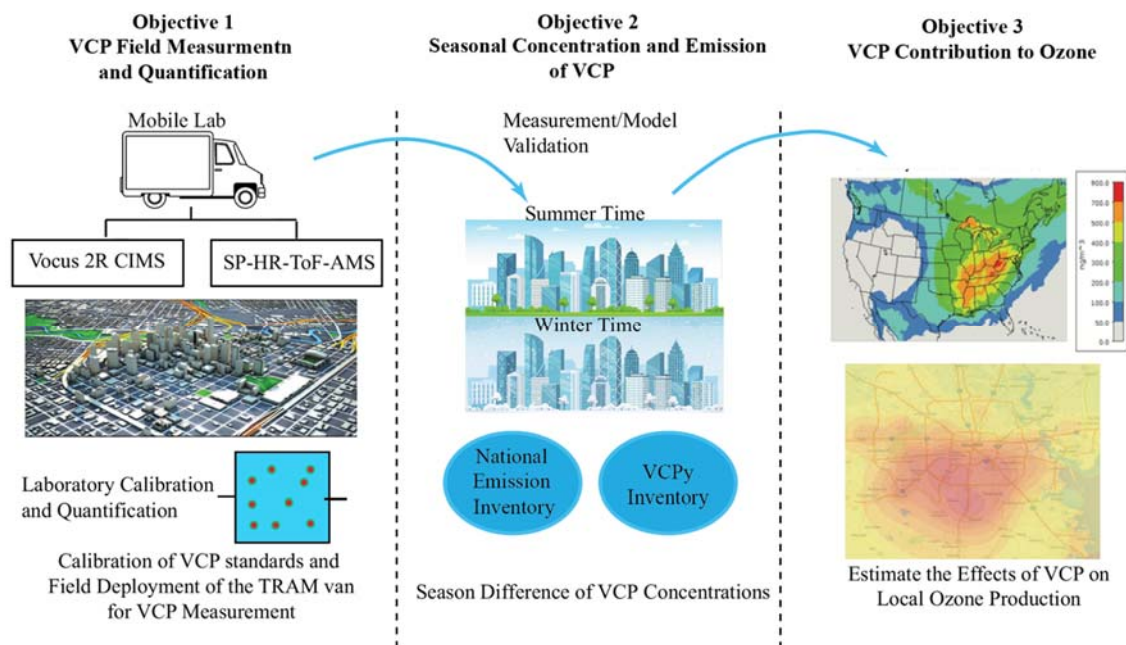 Objective 1
VCP Field Measurmentn
and Quantification
Mobile Lab
Vocus 2R CIMS
SP-HR-ToF-AMS
Laboratory Calibration
and Quantification
Calibration of VCP standards and
Field Deployment of the TRAM van
for VCP Measurement
Objective 2
Seasonal Concentration and Emission
of VCP
Measurement/Model
Validation
Summer Time
Winter Time
National
Emission
Inventory
VCPy
Inventory
Season Difference of VCP Concentrations
Objective 3
VCP Contribution to Ozone
900.0
700.0
500.0
400.0
300.0
200.0
100.0
50.0
0.0
Estimate the Effects of VCP on
Local Ozone Production